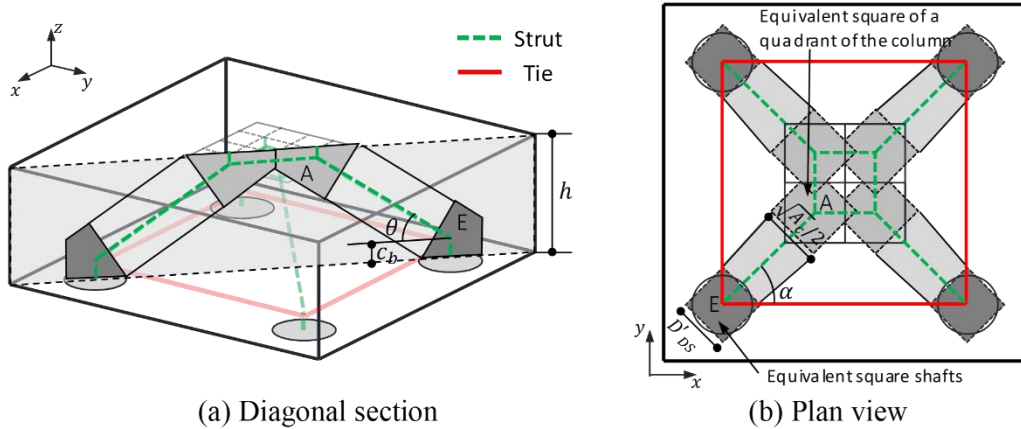 z
x
y
Strut
Tie
A
h
θ
E
c_b
(a) Diagonal section
Equivalent square of a
quadrant of the column
A
√A_c/2
α
E
D'_DS
y
x
Equivalent square shafts
(b) Plan view